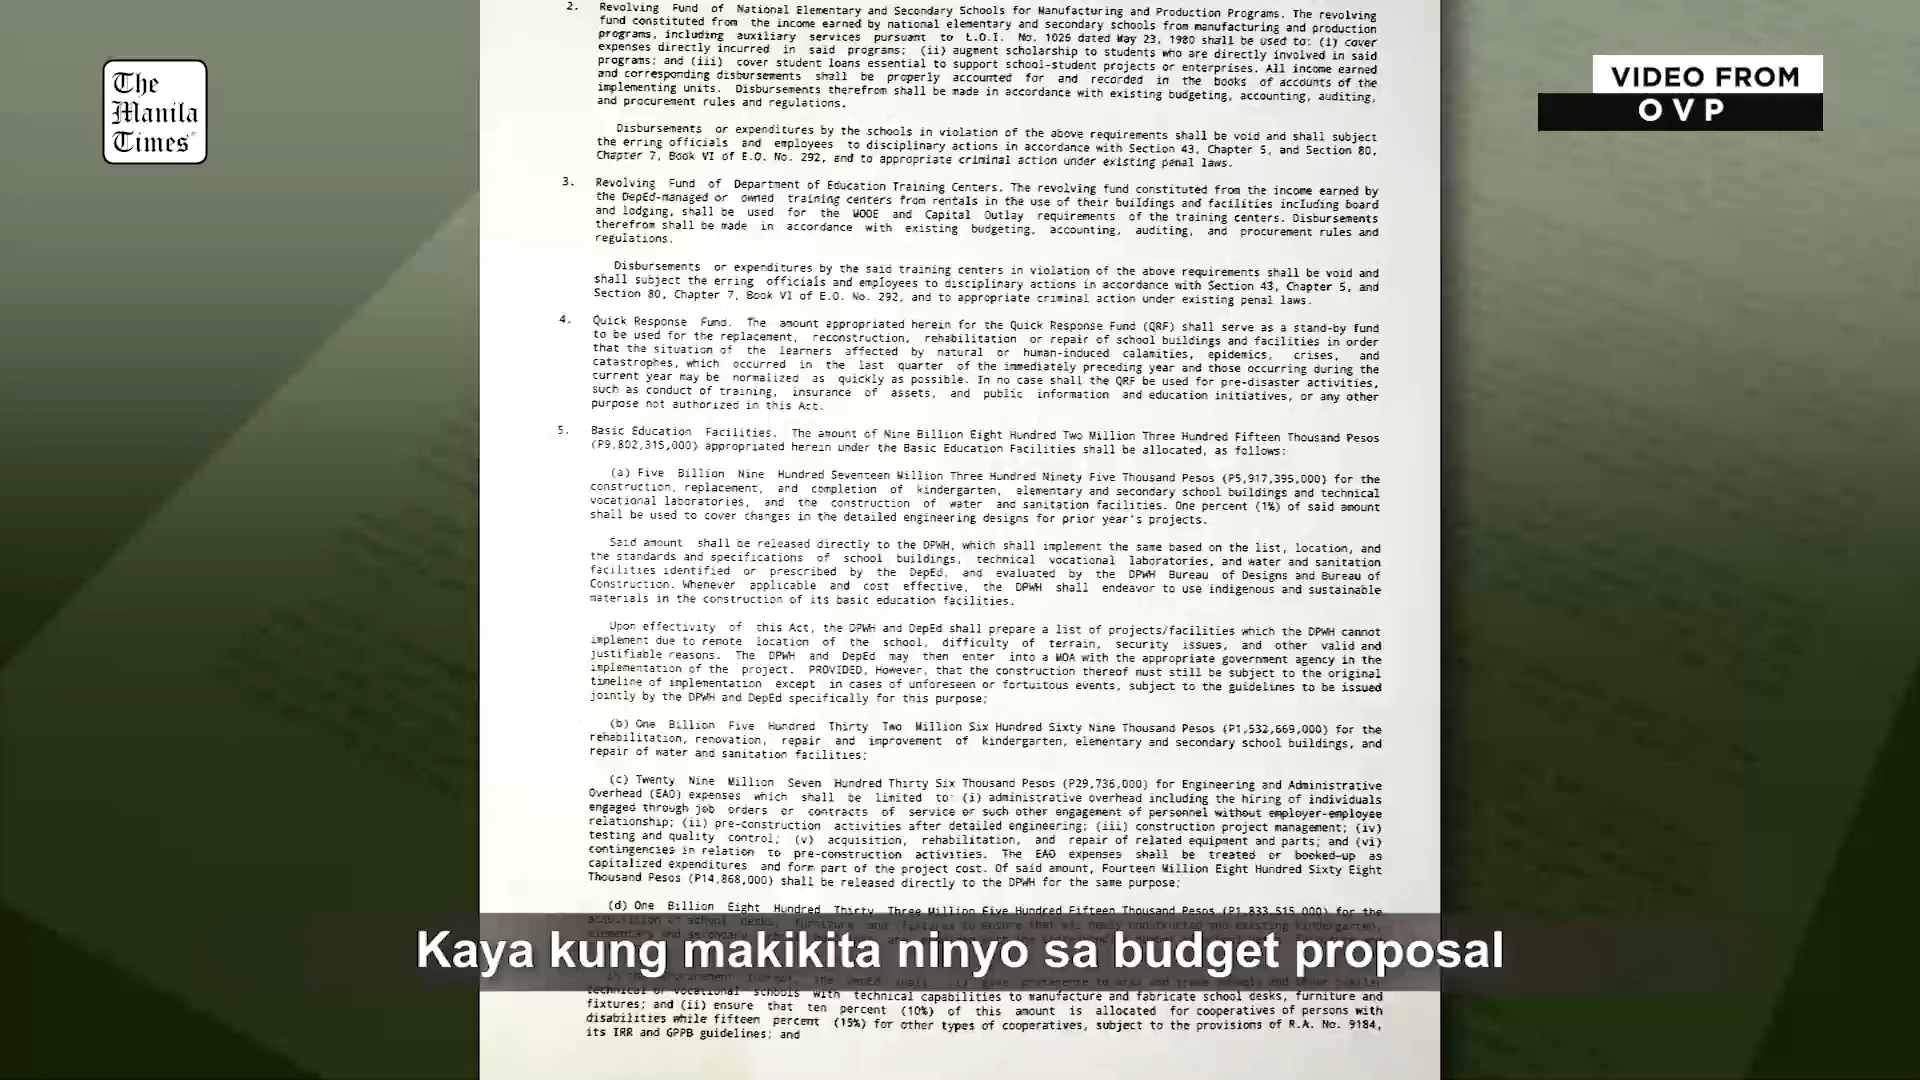 The
Manila
Times
VIDEO FROM
OVP
2. Revolving Fund of National Elementary and Secondary Schools for Manufacturing and Production Programs. The revolving
fund constituted from the income earned by national elementary and secondary schools from manufacturing and production
programs, including auxiliary services pursuant to L.O.I. No. 1026 dated May 23, 1980 shall be used to: (i) cover
expenses directly incurred in said programs; (ii) augment scholarship to students who are directly involved in said
programs; and (iii) cover student loans essential to support school-student projects or enterprises. All income earned
and corresponding disbursements shall be properly accounted for and recorded in the books of accounts of the
implementing units. Disbursements therefrom shall be made in accordance with existing budgeting, accounting, auditing,
and procurement rules and regulations.
Disbursements or expenditures by the schools in violation of the above requirements shall be void and shall subject
the erring officials and employees to disciplinary actions in accordance with Section 43, Chapter 5, and Section 80,
Chapter 7, Book VI of E.O. No. 292, and to appropriate criminal action under existing penal laws.
3. Revolving Fund of Department of Education Training Centers. The revolving fund constituted from the income earned by
the DepEd-managed or owned training centers from rentals in the use of their buildings and facilities including board
and lodging, shall be used for the MOOE and Capital Outlay requirements of the training centers. Disbursements
therefrom shall be made in accordance with existing budgeting, accounting, auditing, and procurement rules and
regulations.
Disbursements or expenditures by the said training centers in violation of the above requirements shall be void and
shall subject the erring officials and employees to disciplinary actions in accordance with Section 43, Chapter 5, and
Section 80, Chapter 7, Book VI of E.O. No. 292, and to appropriate criminal action under existing penal laws.
4. Quick Response Fund. The amount appropriated herein for the Quick Response Fund (QRF) shall serve as a stand-by fund
to be used for the replacement, reconstruction, rehabilitation or repair of school buildings and facilities in order
that the situation of the learners affected by natural or human-induced calamities, epidemics, crises, and
catastrophes, which occurred in the last quarter of the immediately preceding year and those occurring during the
current year may be normalized as quickly as possible. In no case shall the QRF be used for pre-disaster activities,
such as conduct of training, insurance of assets, and public information and education initiatives, or any other
purpose not authorized in this Act.
5. Basic Education Facilities. The amount of Nine Billion Eight Hundred Two Million Three Hundred Fifteen Thousand Pesos
(P9,802,315,000) appropriated herein under the Basic Education Facilities shall be allocated, as follows:
(a) Five Billion Nine Hundred Seventeen Million Three Hundred Ninety Five Thousand Pesos (P5,917,395,000) for the
construction, replacement, and completion of kindergarten, elementary and secondary school buildings and technical
vocational laboratories, and the construction of water and sanitation facilities. One percent (1%) of said amount
shall be used to cover changes in the detailed engineering designs for prior year's projects.
Said amount shall be released directly to the DPWH, which shall implement the same based on the list, location, and
the standards and specifications of school buildings, technical vocational laboratories, and water and sanitation
facilities identified or prescribed by the DepEd, and evaluated by the DPWH Bureau of Designs and Bureau of
Construction. Whenever applicable and cost effective, the DPWH shall endeavor to use indigenous and sustainable
materials in the construction of its basic education facilities.
Upon effectivity of this Act, the DPWH and DepEd shall prepare a list of projects/facilities which the DPWH cannot
implement due to remote location of the school, difficulty of terrain, security issues, and other valid and
justifiable reasons. The DPWH and DepEd may then enter into a MOA with the appropriate government agency in the
implementation of the project. PROVIDED, However, that the construction thereof must still be subject to the original
timeline of implementation except in cases of unforeseen or fortuitous events, subject to the guidelines to be issued
jointly by the DPWH and DepEd specifically for this purpose;
(b) One Billion Five Hundred Thirty Two Million Six Hundred Sixty Nine Thousand Pesos (P1,532,669,000) for the
rehabilitation, renovation, repair and improvement of kindergarten, elementary and secondary school buildings, and
repair of water and sanitation facilities;
(c) Twenty Nine Million Seven Hundred Thirty Six Thousand Pesos (P29,736,000) for Engineering and Administrative
Overhead (EAO) expenses which shall be limited to: (i) administrative overhead including the hiring of individuals
engaged through job orders or contracts of service or such other engagement of personnel without employer-employee
relationship; (ii) pre-construction activities after detailed engineering; (iii) construction project management; (iv)
testing and quality control; (v) acquisition, rehabilitation, and repair of related equipment and parts; and (vi)
contingencies in relation to pre-construction activities. The EAO expenses shall be treated or booked-up as
capitalized expenditures and form part of the project cost. Of said amount, Fourteen Million Eight Hundred Sixty Eight
Thousand Pesos (P14,868,000) shall be released directly to the DPWH for the same purpose;
(d) One Billion Eight Hundred Thirty Three Million Five Hundred Fifteen Thousand Pesos (P1,833,515,000) for the
acquisition of school desks, furniture and fixtures to ensure that all newly constructed and existing kindergarten,
Kaya kung makikita ninyo sa budget proposal
technical or vocational schools with technical capabilities to manufacture and fabricate school desks, furniture and
fixtures; and (ii) ensure that ten percent (10%) of this amount is allocated for cooperatives of persons with
disabilities while fifteen percent (15%) for other types of cooperatives, subject to the provisions of R.A. No. 9184,
its IRR and GPPB guidelines; and